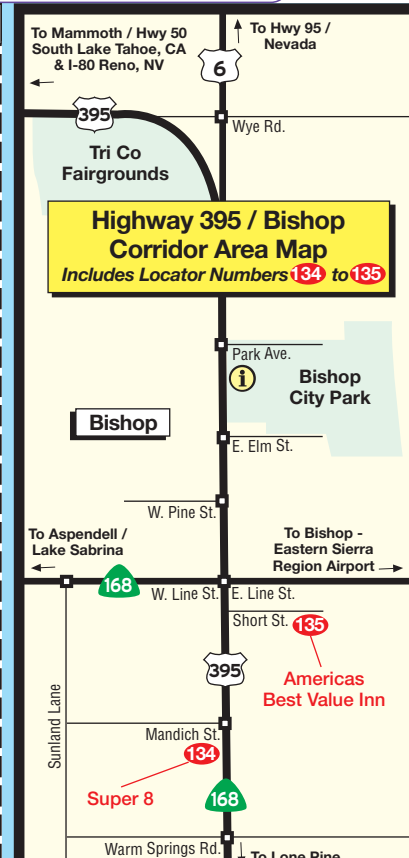 To Mammoth / Hwy 50
South Lake Tahoe, CA
& I-80 Reno, NV
To Hwy 95 /
Nevada
6
395
Wye Rd.
Tri Co
Fairgrounds
Highway 395 / Bishop
Corridor Area Map
Includes Locator Numbers 134 to 135
Park Ave.
i
Bishop
City Park
Bishop
E. Elm St.
W. Pine St.
To Aspendell /
Lake Sabrina
To Bishop -
Eastern Sierra
Region Airport
168
W. Line St.
E. Line St.
Short St.
135
395
Americas
Best Value Inn
Sunland Lane
Mandich St.
134
Super 8
168
Warm Springs Rd.
To Lone Pine